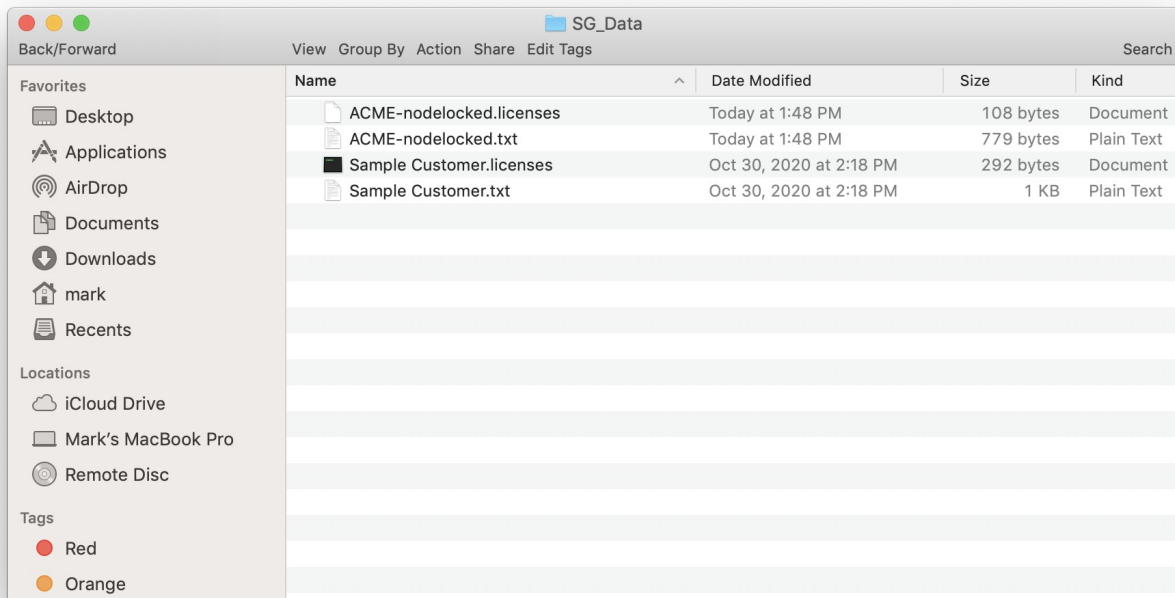 SG_Data
Back/Forward View Group By Action Share Edit Tags Search
Favorites
Desktop
Applications
AirDrop
Documents
Downloads
mark
Recents
Locations
iCloud Drive
Mark's MacBook Pro
Remote Disc
Tags
Red
Orange
Name Date Modified Size Kind
ACME-nodelocked.licenses Today at 1:48 PM 108 bytes Document
ACME-nodelocked.txt Today at 1:48 PM 779 bytes Plain Text
Sample Customer.licenses Oct 30, 2020 at 2:18 PM 292 bytes Document
Sample Customer.txt Oct 30, 2020 at 2:18 PM 1 KB Plain Text